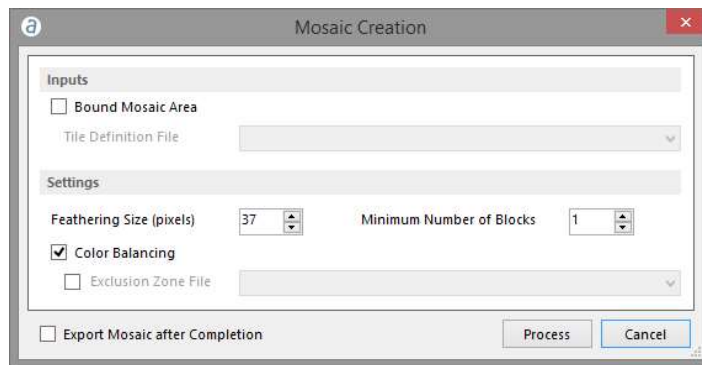 a Mosaic Creation x
Inputs
Bound Mosaic Area
Tile Definition File
Settings
Feathering Size (pixels) 37 Minimum Number of Blocks 1
Color Balancing
Exclusion Zone File
Export Mosaic after Completion Process Cancel